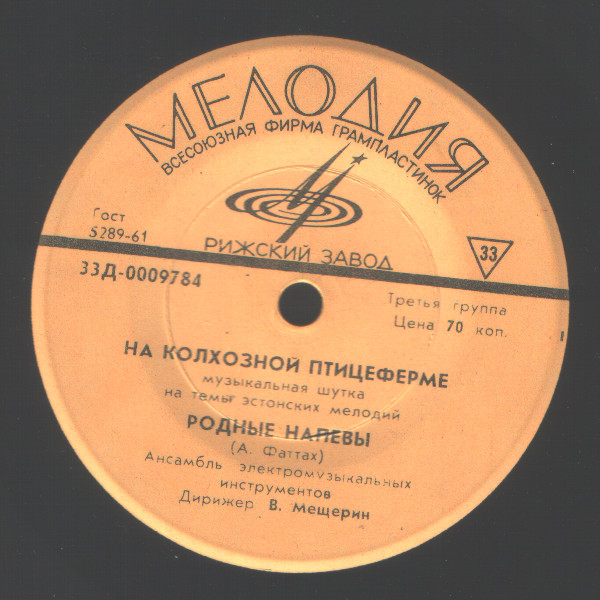 МЕЛОДИЯ
ВСЕСОЮЗНАЯ ФИРМА ГРАМПЛАСТИНОК
Гост
5289-61
РИЖСКИЙ ЗАВОД
33
33Д-0009784
Третья группа
Цена 70 коп.
НА КОЛХОЗНОЙ ПТИЦЕФЕРМЕ
музыкальная шутка
на темы эстонских мелодий
РОДНЫЕ НАПЕВЫ
(А. Фаттах)
Ансамбль электромузыкальных
инструментов
Дирижер В. Мещерин